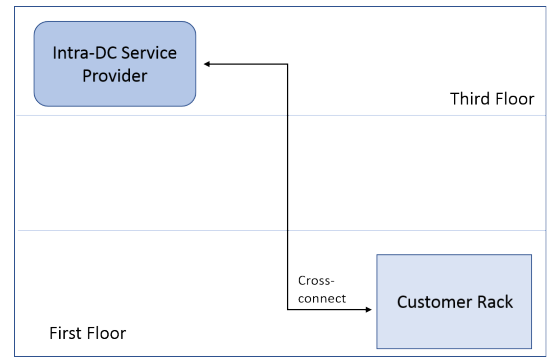 Intra-DC Service
Provider
Third Floor
Cross-
connect
Customer Rack
First Floor